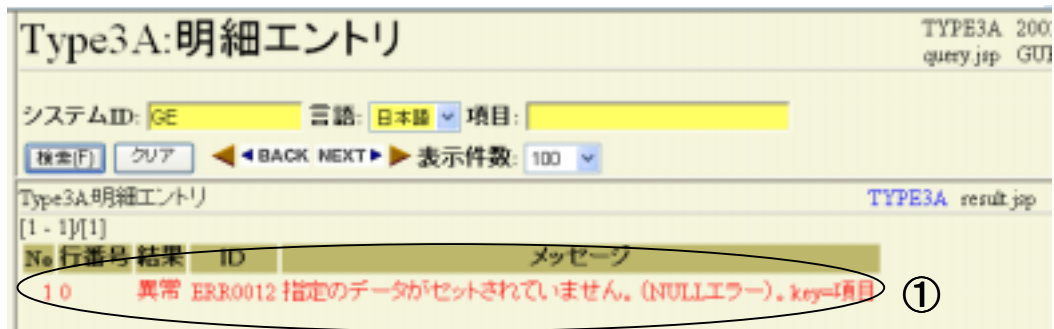 Type3A:明細エントリ
TYPE3A 200
query.jsp GU
システムID: GE 言語: 日本語 項目:
検索(F) クリア BACK NEXT 表示件数: 100
Type3A:明細エントリ TYPE3A result.jsp
[1 - 1]/[1]
No 行番号 結果 ID メッセージ
1 0 異常 ERR0012 指定のデータがセットされていません。(NULLエラー)。key=項目
①